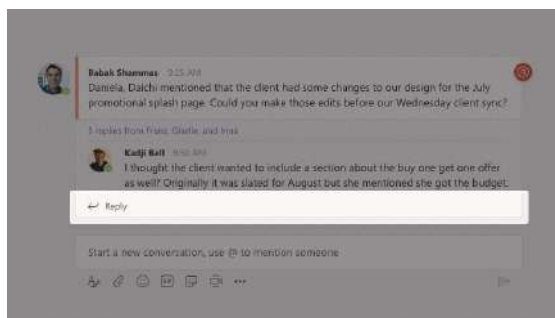 Babak Shammas 9:25 AM
Daniela, Daichi mentioned that the client had some changes to our design for the July
promotional splash page. Could you make those edits before our Wednesday client sync?
5 replies from Franz, Giselle, and
Kadji Bell 9:50 AM
I thought the client wanted to include a section about the buy one get one offer
as well? Originally it was slated for August but she mentioned she got the budget.
Reply
Start a new conversation, use @ to mention someone